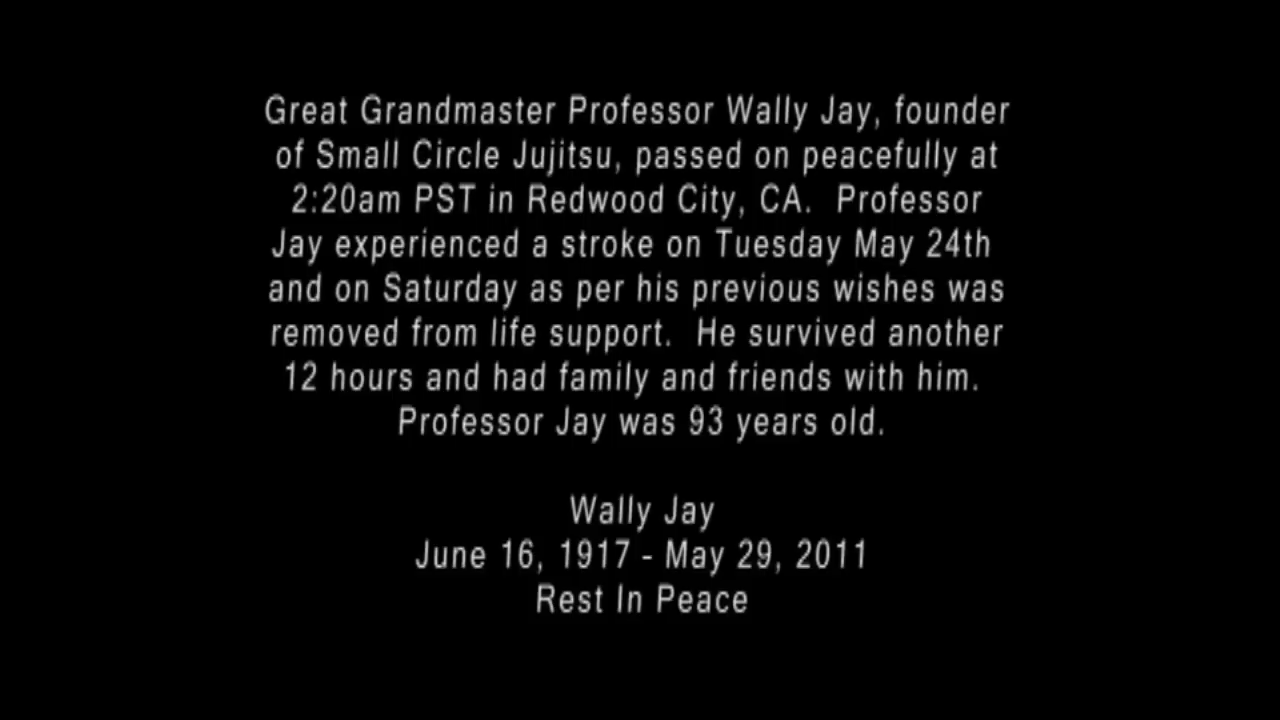 Great Grandmaster Professor Wally Jay, founder
of Small Circle Jujitsu, passed on peacefully at
2:20am PST in Redwood City, CA.  Professor
Jay experienced a stroke on Tuesday May 24th
and on Saturday as per his previous wishes was
removed from life support.  He survived another
12 hours and had family and friends with him.
Professor Jay was 93 years old.
Wally Jay
June 16, 1917 - May 29, 2011
Rest In Peace